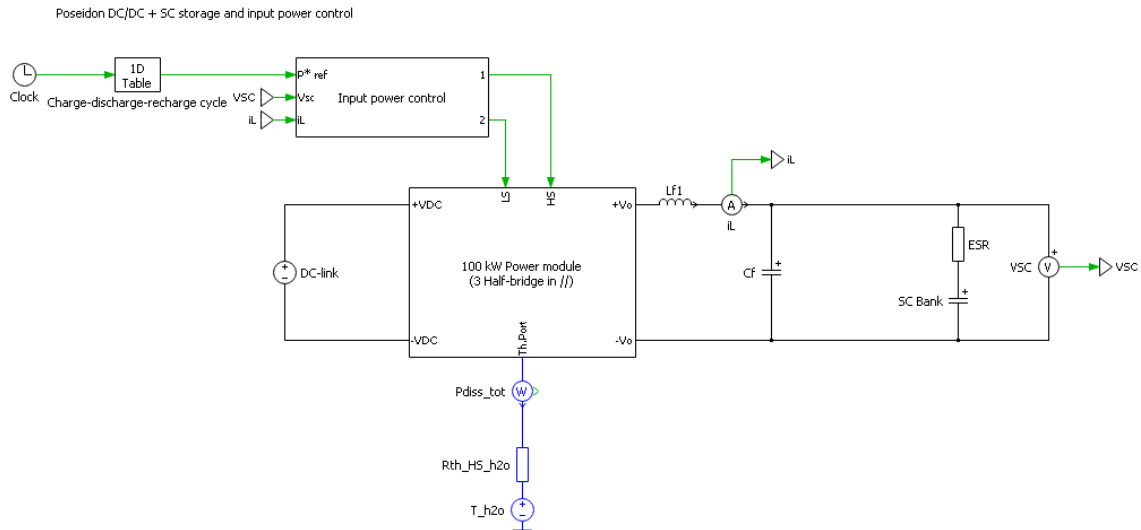 Poseidon DC/DC + SC storage and input power control
Clock
1D
Table
Charge-discharge-recharge cycle
VSC
iL
P* ref
Vsc
iL
Input power control
1
2
LS
HS
+VDC
-VDC
+Vo
-Vo
DC-link
100 kW Power module
(3 Half-bridge in //)
Th.Port
Lf1
A
iL
iL
Cf
ESR
SC Bank
VSC
V
VSC
Pdiss_tot
W
Rth_HS_h2o
T_h2o